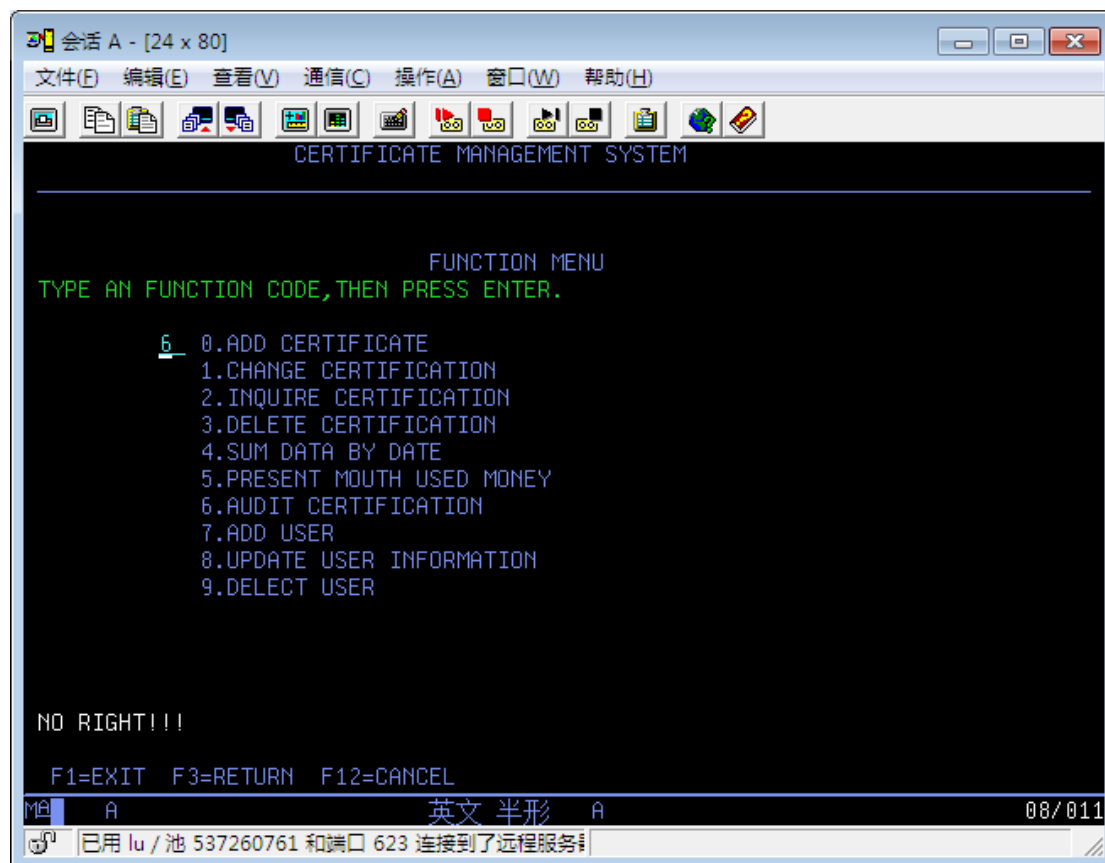 会话 A - [24 x 80]
文件(F) 编辑(E) 查看(V) 通信(C) 操作(A) 窗口(W) 帮助(H)
CERTIFICATE MANAGEMENT SYSTEM
FUNCTION MENU
TYPE AN FUNCTION CODE,THEN PRESS ENTER.
6_ 0.ADD CERTIFICATE
1.CHANGE CERTIFICATION
2.INQUIRE CERTIFICATION
3.DELETE CERTIFICATION
4.SUM DATA BY DATE
5.PRESENT MOUTH USED MONEY
6.AUDIT CERTIFICATION
7.ADD USER
8.UPDATE USER INFORMATION
9.DELECT USER
NO RIGHT!!!
F1=EXIT F3=RETURN F12=CANCEL
MA A 英文 半形 A 08/011
已用 lu / 池 537260761 和端口 623 连接到了远程服务